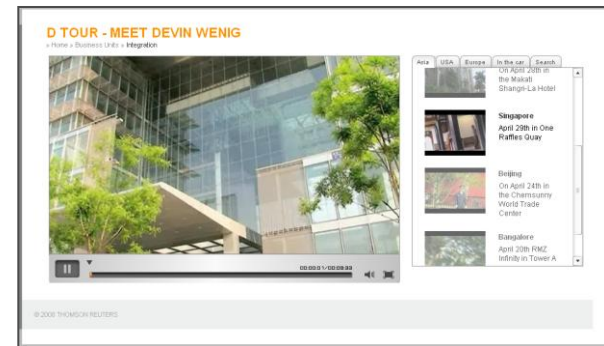 D TOUR - MEET DEVIN WENIG
» Home » Business Units » Integration
Asia USA Europe In the car Search
On April 28th in
the Makati
Shangri-La Hotel
Singapore
April 29th in One
Raffles Quay
Beijing
On April 24th in
the Chemsunny
World Trade
Center
Bangalore
April 20th RMZ
Infinity in Tower A
00:00:01/00:09:33
© 2008 THOMSON REUTERS